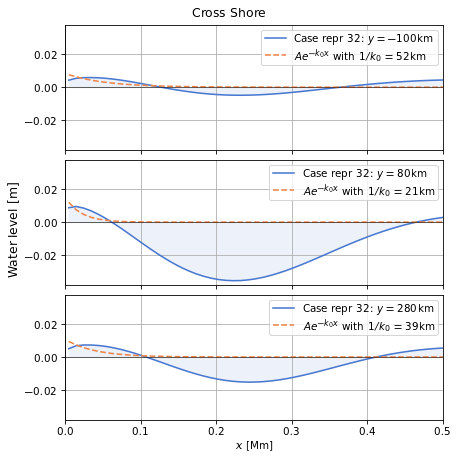 Cross Shore
Water level [m]
0.02
0.00
−0.02
Case repr 32: y = −100km
Ae^{−k₀x} with 1/k₀ = 52km
0.02
0.00
−0.02
Case repr 32: y = 80km
Ae^{−k₀x} with 1/k₀ = 21km
0.02
0.00
−0.02
Case repr 32: y = 280km
Ae^{−k₀x} with 1/k₀ = 39km
0.0 0.1 0.2 0.3 0.4 0.5
x [Mm]